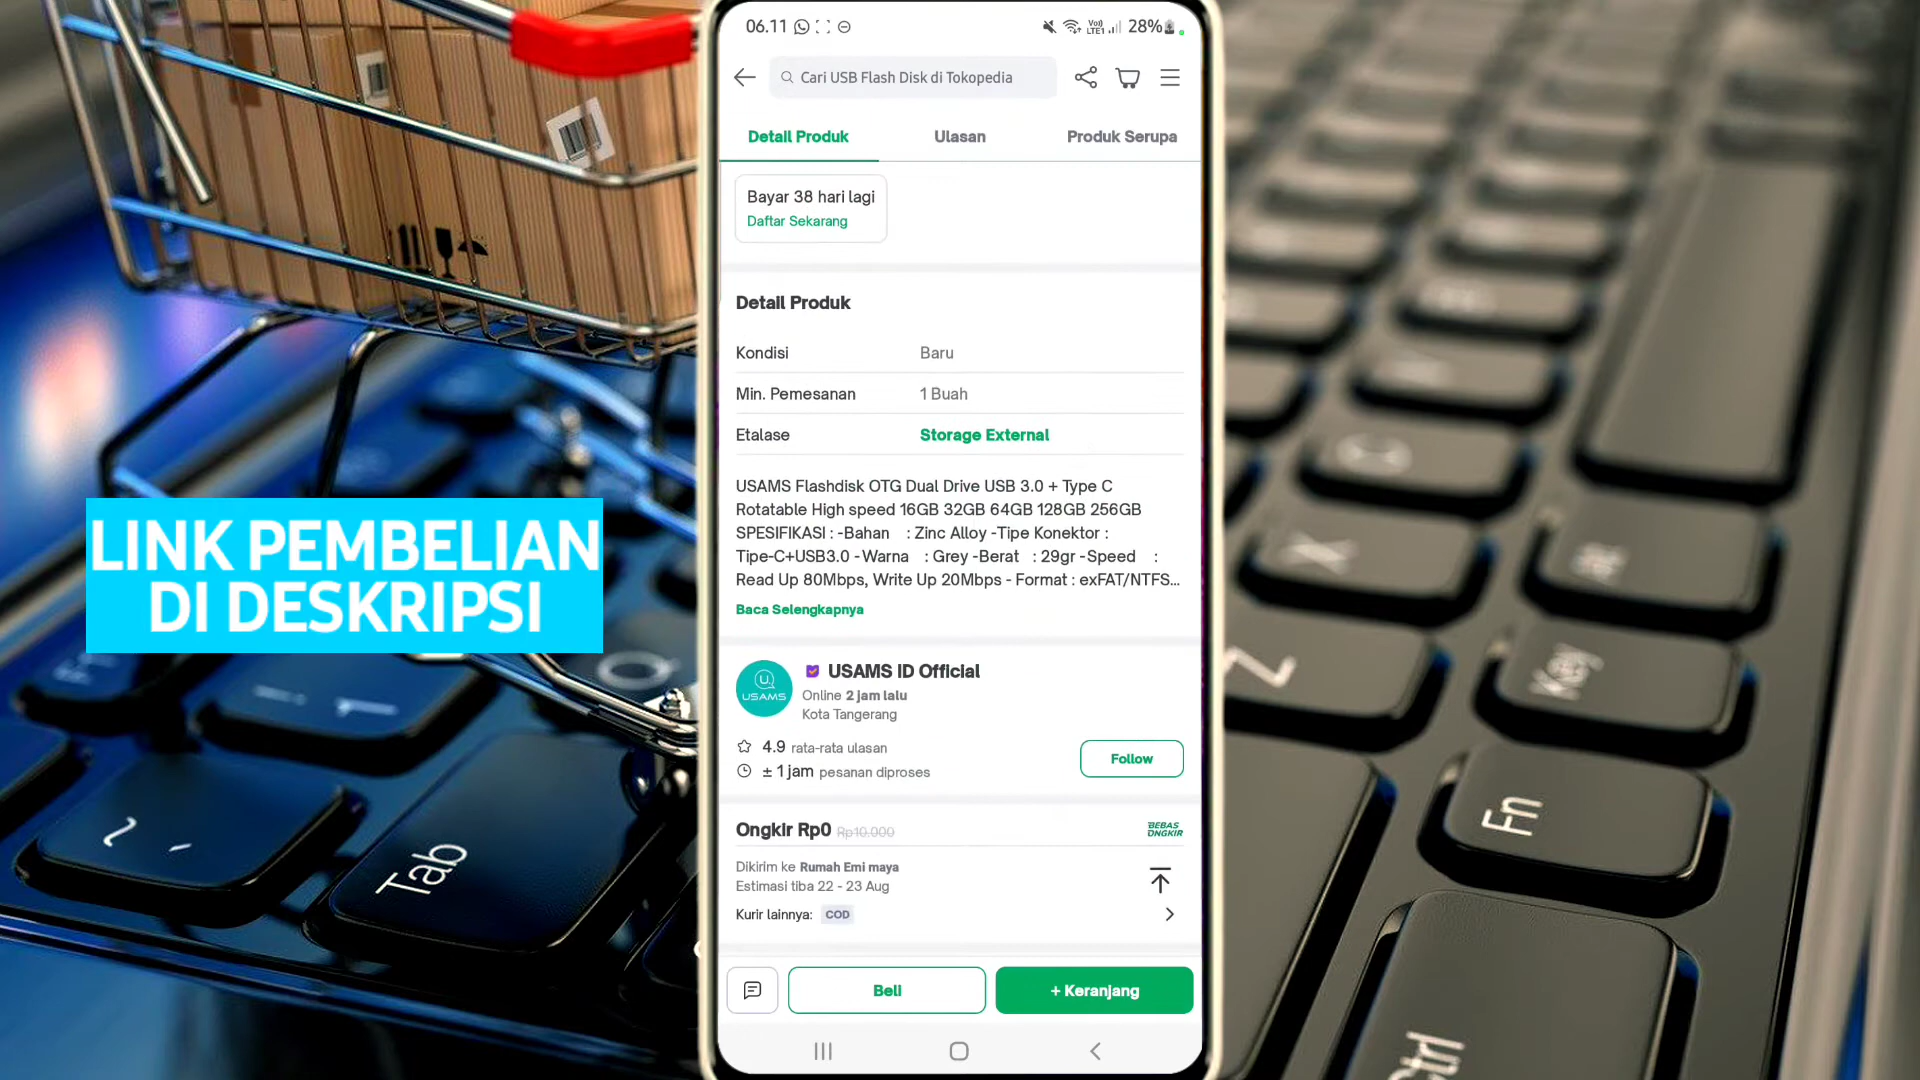 06.11
28%
Cari USB Flash Disk di Tokopedia
Detail Produk
Ulasan
Produk Serupa
Bayar 38 hari lagi
Daftar Sekarang
Detail Produk
Kondisi Baru
Min. Pemesanan 1 Buah
Etalase Storage External
USAMS Flashdisk OTG Dual Drive USB 3.0 + Type C
Rotatable High speed 16GB 32GB 64GB 128GB 256GB
SPESIFIKASI : -Bahan : Zinc Alloy -Tipe Konektor :
Tipe-C+USB3.0 -Warna : Grey -Berat : 29gr -Speed :
Read Up 80Mbps, Write Up 20Mbps - Format : exFAT/NTFS...
Baca Selengkapnya
USAMS
USAMS ID Official
Online 2 jam lalu
Kota Tangerang
4.9 rata-rata ulasan
± 1 jam pesanan diproses
Follow
Ongkir Rp0 Rp10.000
BEBAS
ONGKIR
Dikirim ke Rumah Emi maya
Estimasi tiba 22 - 23 Aug
Kurir lainnya: COD
Beli
+ Keranjang
LINK PEMBELIAN
DI DESKRIPSI
Tab
Z
X
Fn
Ctrl